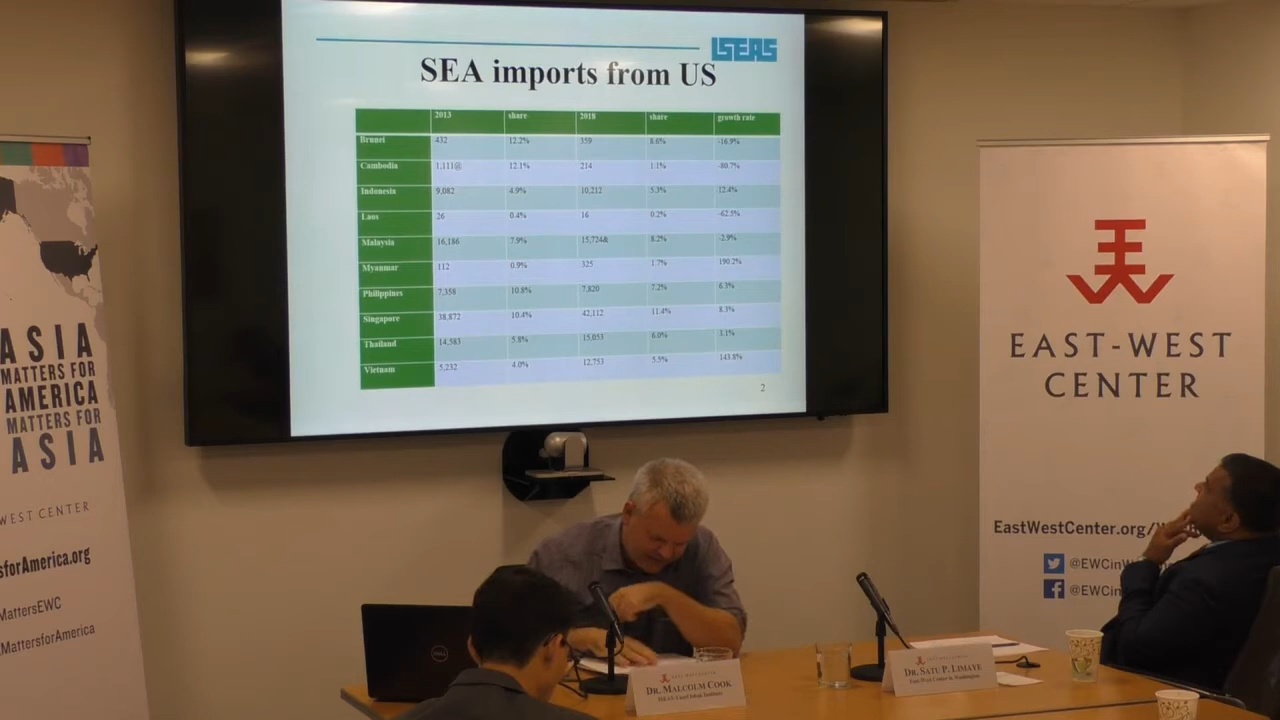 ISEAS
SEA imports from US
2013 share 2018 share growth rate
Brunei 432 12.2% 359 8.6% -16.9%
Cambodia 1,111@ 12.1% 214 1.1% -80.7%
Indonesia 9,082 4.9% 10,212 5.3% 12.4%
Laos 26 0.4% 16 0.2% -62.5%
Malaysia 16,186 7.9% 15,724& 8.2% -2.9%
Myanmar 112 0.9% 325 1.7% 190.2%
Philippines 7,358 10.8% 7,820 7.2% 6.3%
Singapore 38,872 10.4% 42,112 11.4% 8.3%
Thailand 14,583 5.8% 15,053 6.0% 3.1%
Vietnam 5,232 4.0% 12,753 5.5% 143.8%
2
ASIA
MATTERS FOR
AMERICA
MATTERS FOR
ASIA
WEST CENTER
sforAmerica.org
MattersEWC
MattersforAmerica
EAST-WEST
CENTER
EastWestCenter.org/
@EWCinW
@EWCin
DELL
DR. MALCOLM COOK
DR. SATU P. LIMAYE
East-West Center in Washington